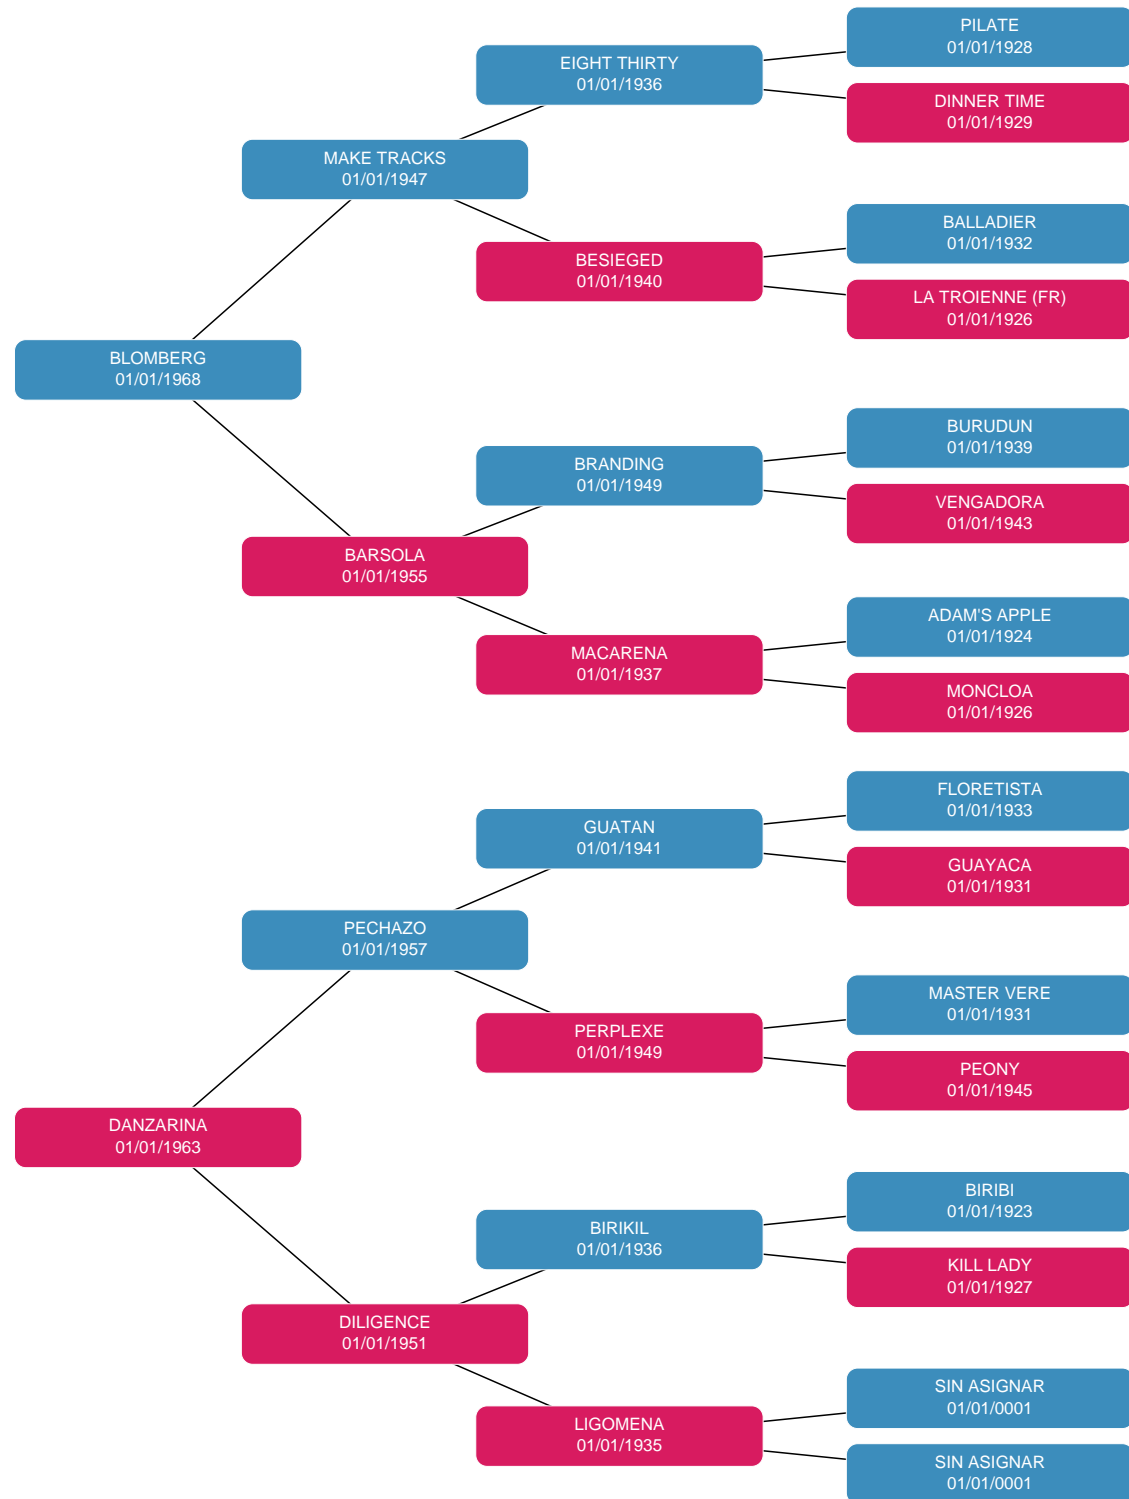 PILATE
01/01/1928
EIGHT THIRTY
01/01/1936
DINNER TIME
01/01/1929
MAKE TRACKS
01/01/1947
BALLADIER
01/01/1932
BESIEGED
01/01/1940
LA TROIENNE (FR)
01/01/1926
BLOMBERG
01/01/1968
BURUDUN
01/01/1939
BRANDING
01/01/1949
VENGADORA
01/01/1943
BARSOLA
01/01/1955
ADAM'S APPLE
01/01/1924
MACARENA
01/01/1937
MONCLOA
01/01/1926
FLORETISTA
01/01/1933
GUATAN
01/01/1941
GUAYACA
01/01/1931
PECHAZO
01/01/1957
MASTER VERE
01/01/1931
PERPLEXE
01/01/1949
PEONY
01/01/1945
DANZARINA
01/01/1963
BIRIBI
01/01/1923
BIRIKIL
01/01/1936
KILL LADY
01/01/1927
DILIGENCE
01/01/1951
SIN ASIGNAR
01/01/0001
LIGOMENA
01/01/1935
SIN ASIGNAR
01/01/0001